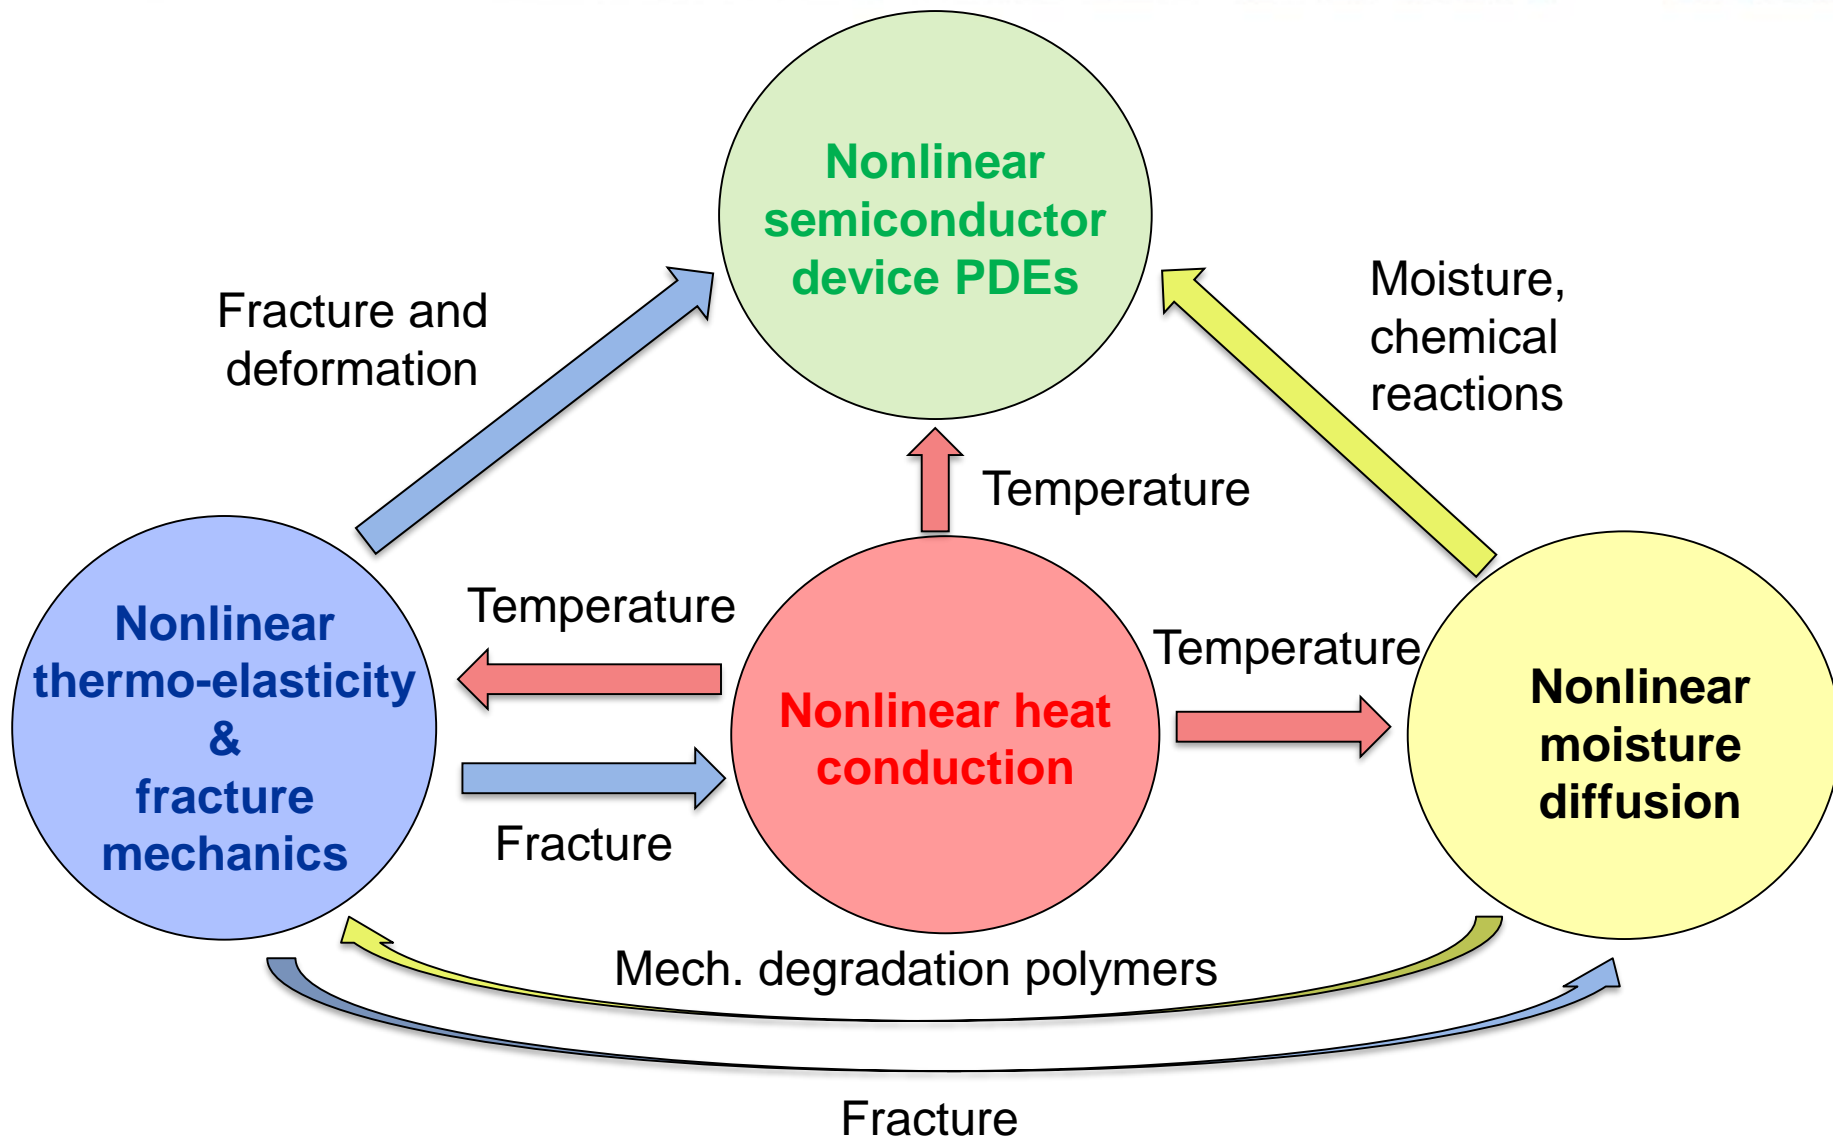 Nonlinear
semiconductor
device PDEs
Fracture and
deformation
Moisture,
chemical
reactions
Temperature
Temperature
Temperature
Nonlinear
thermo-elasticity
&
fracture
mechanics
Nonlinear heat
conduction
Nonlinear
moisture
diffusion
Fracture
Mech. degradation polymers
Fracture